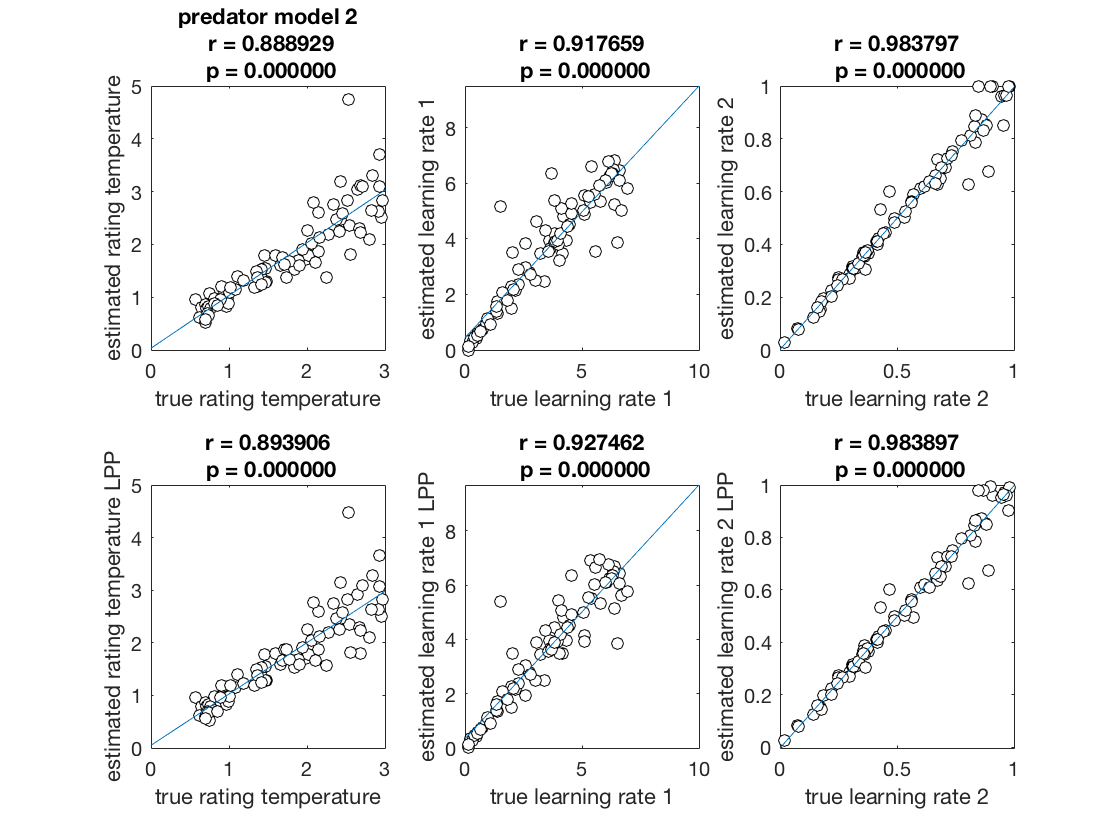 predator model 2
r = 0.888929
p = 0.000000
estimated rating temperature
5
4
3
2
1
0
0 1 2 3
true rating temperature
r = 0.917659
p = 0.000000
estimated learning rate 1
8
6
4
2
0
0 5 10
true learning rate 1
r = 0.983797
p = 0.000000
estimated learning rate 2
1
0.8
0.6
0.4
0.2
0
0 0.5 1
true learning rate 2
r = 0.893906
p = 0.000000
estimated rating temperature LPP
5
4
3
2
1
0
0 1 2 3
true rating temperature
r = 0.927462
p = 0.000000
estimated learning rate 1 LPP
8
6
4
2
0
0 5 10
true learning rate 1
r = 0.983897
p = 0.000000
estimated learning rate 2 LPP
1
0.8
0.6
0.4
0.2
0
0 0.5 1
true learning rate 2